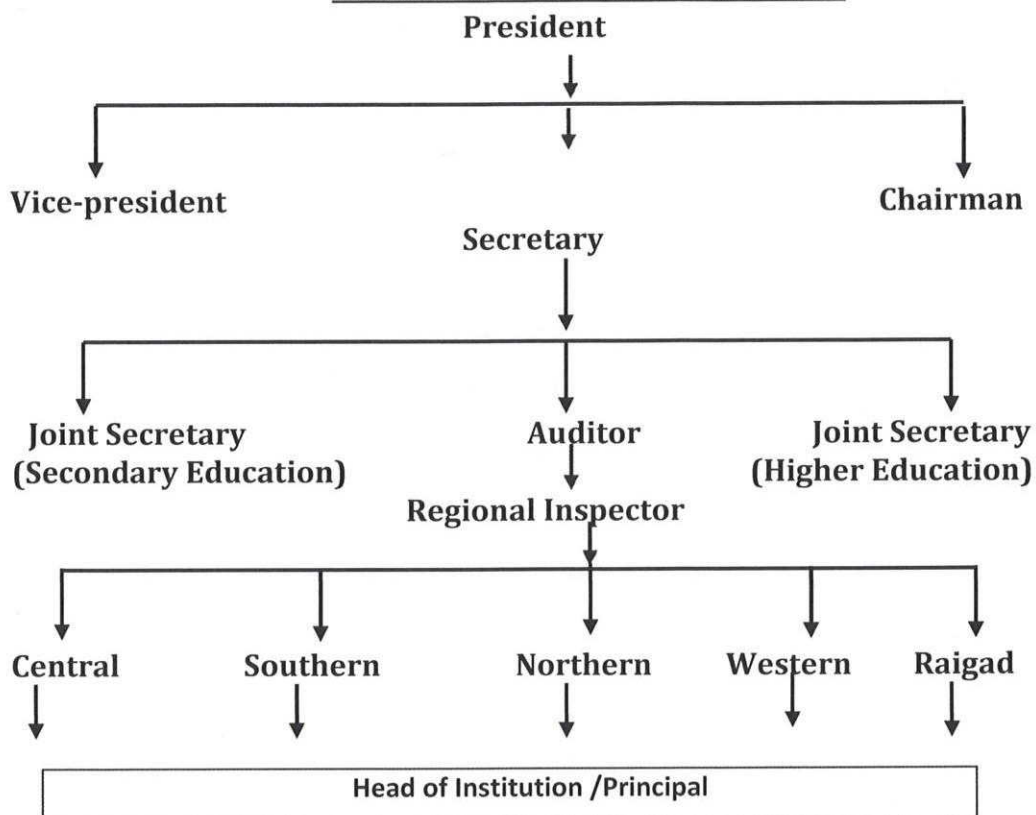 President
Vice-president
Chairman
Secretary
Joint Secretary
(Secondary Education)
Auditor
Joint Secretary
(Higher Education)
Regional Inspector
Central
Southern
Northern
Western
Raigad
Head of Institution /Principal